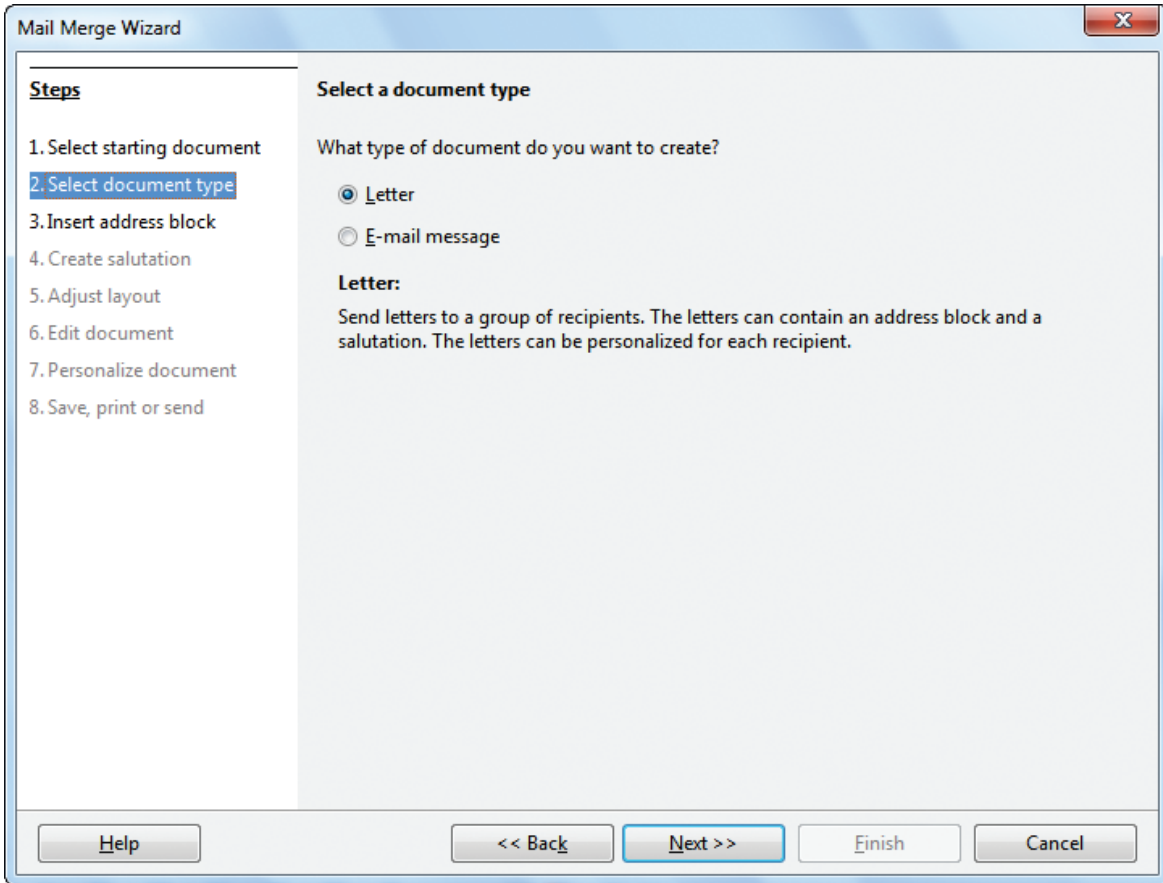 Mail Merge Wizard
X
Steps
1. Select starting document
2. Select document type
3. Insert address block
4. Create salutation
5. Adjust layout
6. Edit document
7. Personalize document
8. Save, print or send
Select a document type
What type of document do you want to create?
Letter
E-mail message
Letter:
Send letters to a group of recipients. The letters can contain an address block and a
salutation. The letters can be personalized for each recipient.
Help
<< Back
Next >>
Finish
Cancel